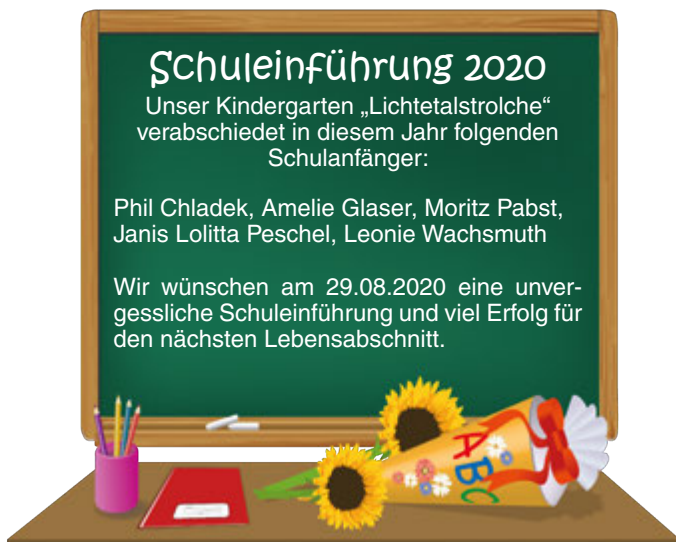 Schuleinführung 2020
Unser Kindergarten „Lichtetalstrolche“
verabschiedet in diesem Jahr folgenden
Schulanfänger:
Phil Chladek, Amelie Glaser, Moritz Pabst,
Janis Lolitta Peschel, Leonie Wachsmuth
Wir wünschen am 29.08.2020 eine unver-
gessliche Schuleinführung und viel Erfolg für
den nächsten Lebensabschnitt.
ABC